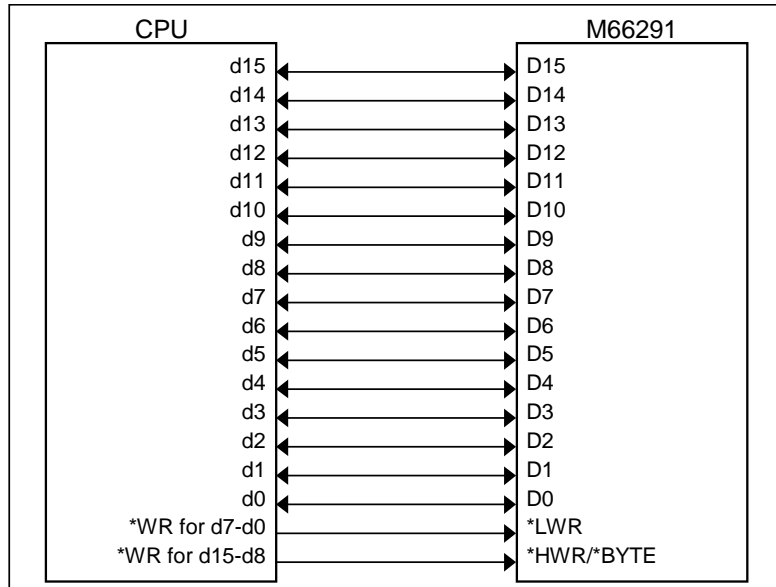 CPU M66291
d15 D15
d14 D14
d13 D13
d12 D12
d11 D11
d10 D10
d9 D9
d8 D8
d7 D7
d6 D6
d5 D5
d4 D4
d3 D3
d2 D2
d1 D1
d0 D0
*WR for d7-d0 *LWR
*WR for d15-d8 *HWR/*BYTE